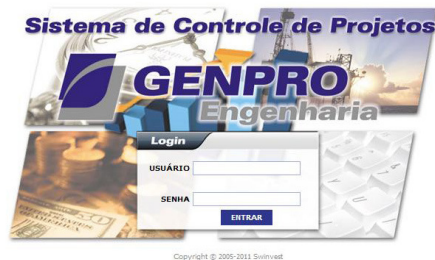 Sistema de Controle de Projetos
GENPRO
Engenharia
Login
USUÁRIO
SENHA
ENTRAR
Copyright © 2005-2011 Swinvest